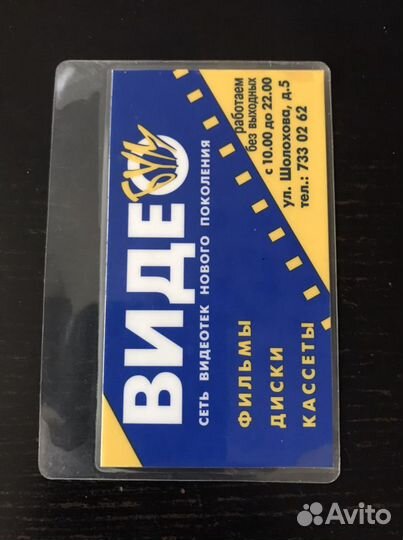 ВИДЕО
СЕТЬ ВИДЕОТЕК НОВОГО ПОКОЛЕНИЯ
ФИЛЬМЫ
ДИСКИ
КАССЕТЫ
работаем
без выходных
с 10.00 до 22.00
ул. Шолохова, д.5
тел.: 733 02 62
Avito